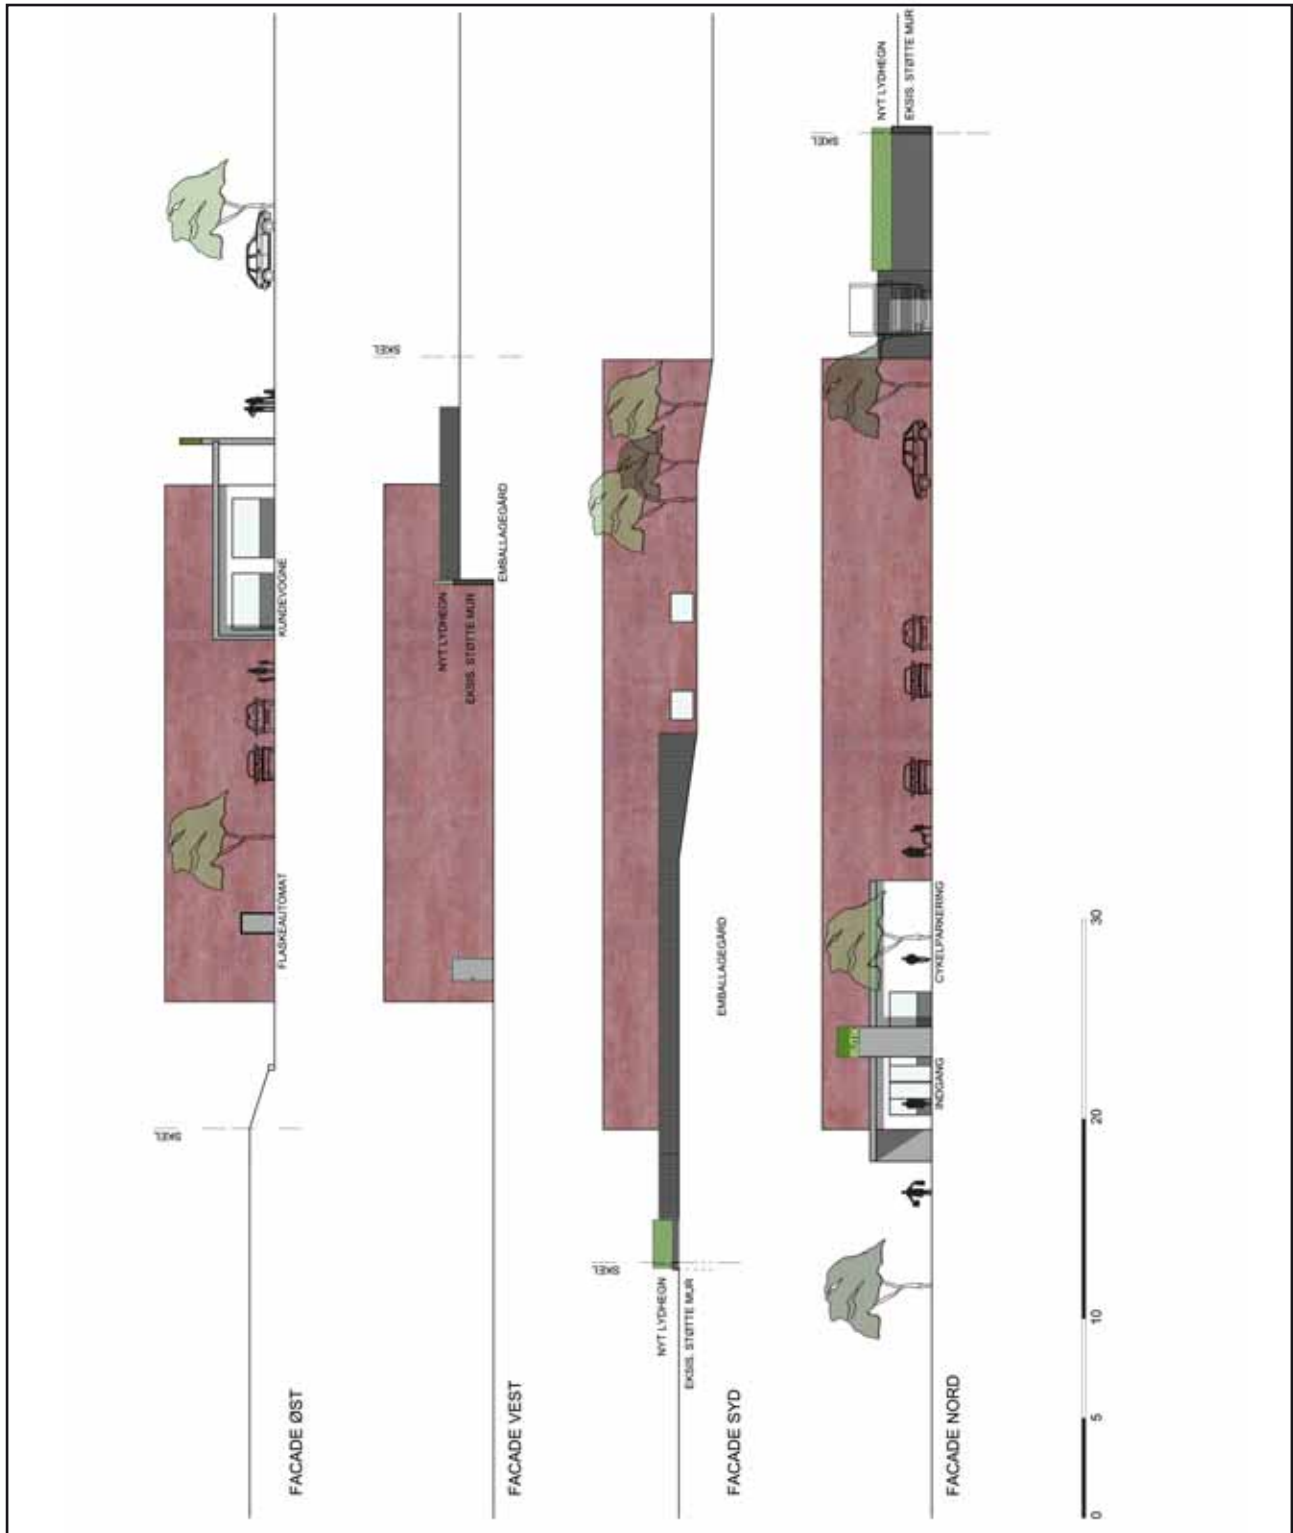 FACADE ØST
SKEL
FLASKEAUTOMAT
KUNDEVOGNE
FACADE VEST
NYT LYDHEGN
EKSIS. STØTTE MUR
EMBALLAGEGÅRD
SKEL
FACADE SYD
NYT LYDHEGN
EKSIS. STØTTE MUR
SKEL
EMBALLAGEGÅRD
FACADE NORD
INDGANG
CYKELPARKERING
SKEL
NYT LYDHEGN
EKSIS. STØTTE MUR
0 5 10 20 30